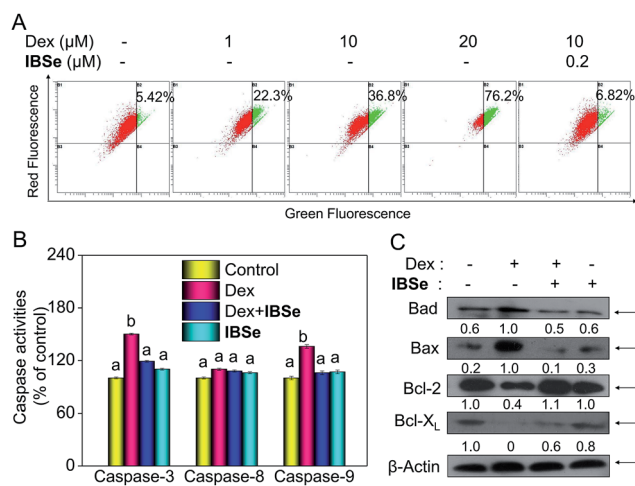 A
Dex (µM) - 1 10 20 10
IBSe (µM) - - - - 0.2
5.42% 22.3% 36.8% 76.2% 6.82%
Red Fluorescence
Green Fluorescence
B
240
180
120
60
0
Caspase activities
(% of control)
Control
Dex
Dex+IBSe
IBSe
a b a a a a a a a b a a
Caspase-3 Caspase-8 Caspase-9
C
Dex : - + + -
IBSe : - - + +
Bad
0.6 1.0 0.5 0.6
Bax
0.2 1.0 0.1 0.3
Bcl-2
1.0 0.4 1.1 1.0
Bcl-XL
1.0 0 0.6 0.8
β-Actin